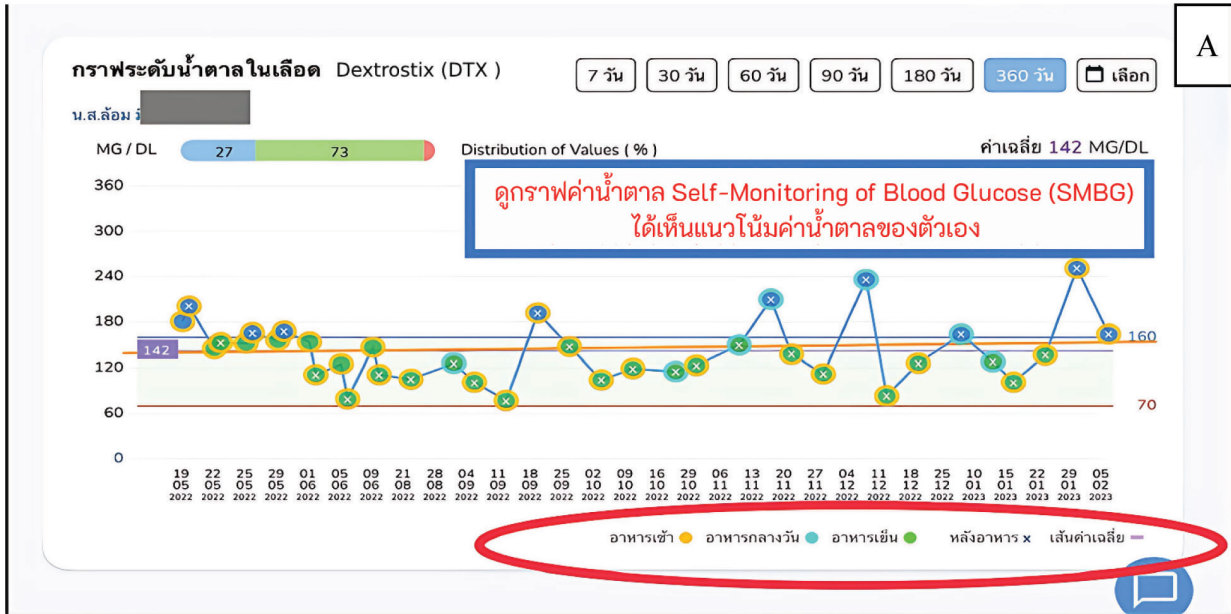 A
กราฟระดับน้ำตาลในเลือด Dextrostix (DTX )
7 วัน 30 วัน 60 วัน 90 วัน 180 วัน 360 วัน เลือก
น.ส.ล้อม
MG / DL 27 73 Distribution of Values ( % ) ค่าเฉลี่ย 142 MG/DL
ดูกราฟค่าน้ำตาล Self-Monitoring of Blood Glucose (SMBG)
ได้เห็นแนวโน้มค่าน้ำตาลของตัวเอง
360
300
240
180
160
142
120
60
70
0
19 22 25 29 01 05 09 21 28 04 11 18 25 02 09 16 29 06 13 20 27 04 11 18 25 10 15 22 29 05
05 05 05 05 06 06 06 08 08 09 09 09 09 10 10 10 10 11 11 11 11 12 12 12 12 01 01 01 01 02
2022 2022 2022 2022 2022 2022 2022 2022 2022 2022 2022 2022 2022 2022 2022 2022 2022 2022 2022 2022 2022 2022 2022 2022 2022 2023 2023 2023 2023 2023
อาหารเช้า อาหารกลางวัน อาหารเย็น หลังอาหาร x เส้นค่าเฉลี่ย